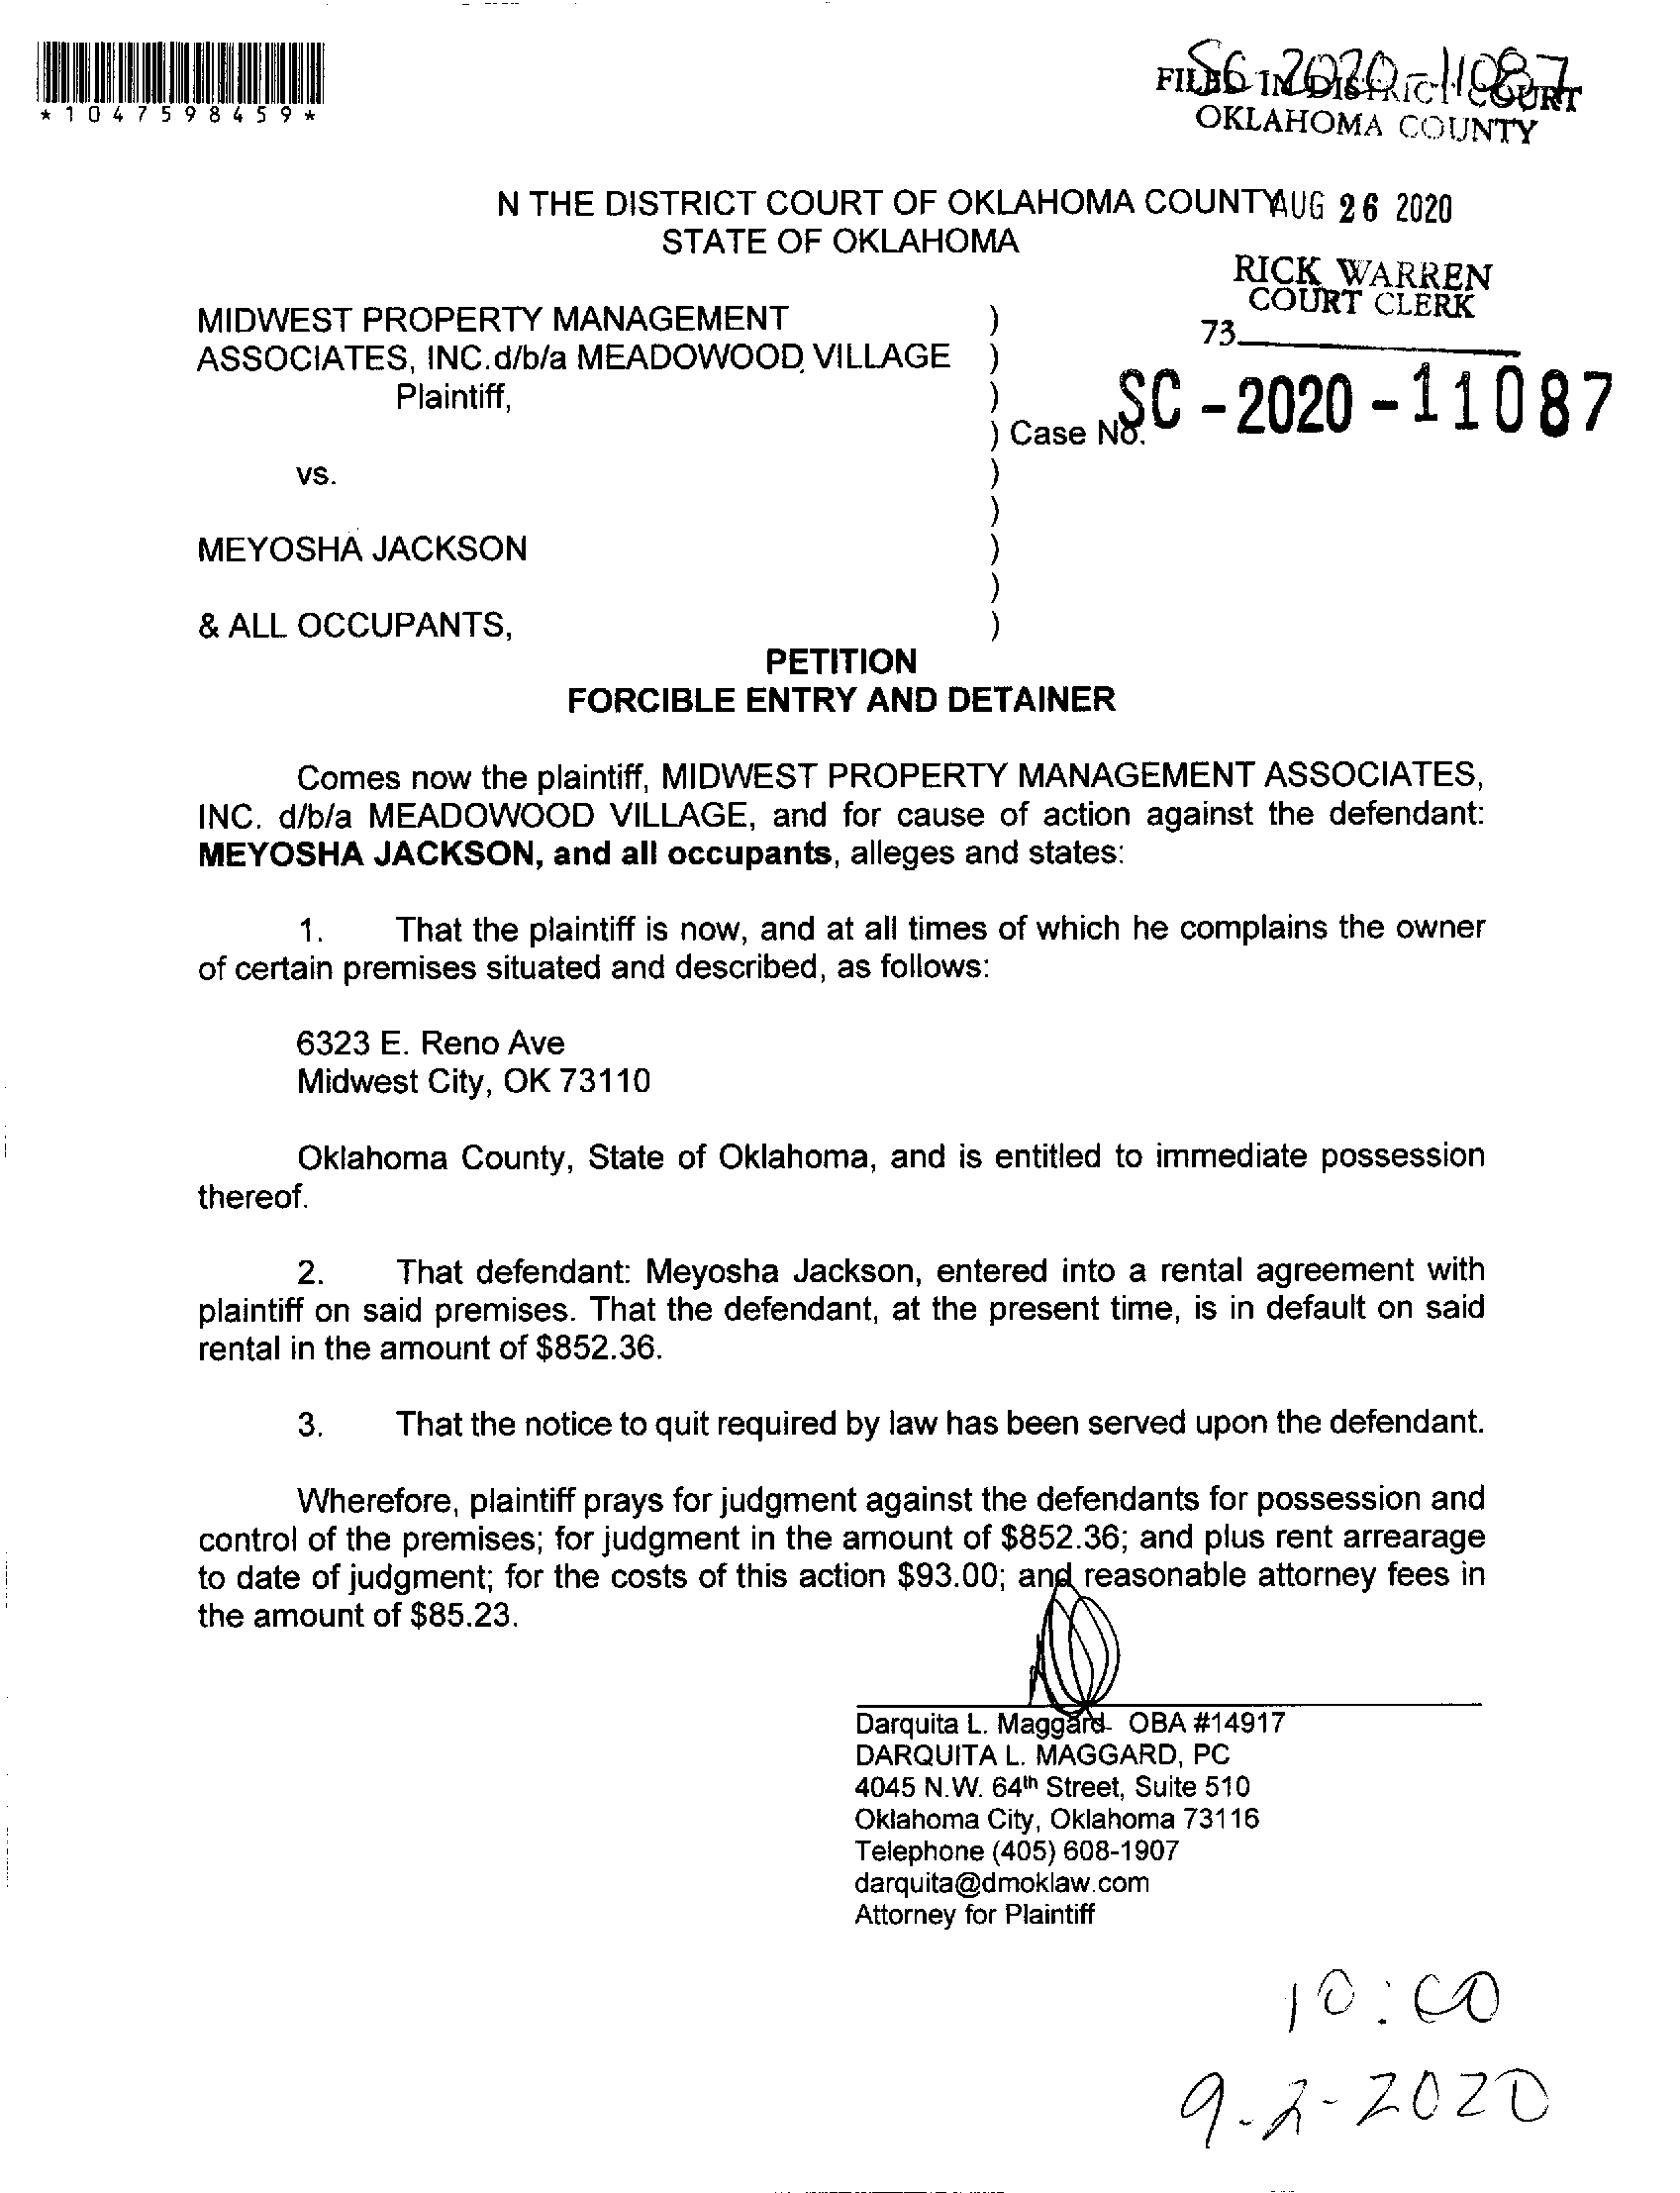 *1047598459*
SC-2020-11087
FILED IN DISTRICT COURT
OKLAHOMA COUNTY
N THE DISTRICT COURT OF OKLAHOMA COUNTY AUG 26 2020
STATE OF OKLAHOMA
RICK WARREN
COURT CLERK
73
MIDWEST PROPERTY MANAGEMENT )
ASSOCIATES, INC.d/b/a MEADOWOOD VILLAGE )
Plaintiff, )
) Case No. SC-2020-11087
vs. )
)
MEYOSHA JACKSON )
)
& ALL OCCUPANTS, )
PETITION
FORCIBLE ENTRY AND DETAINER
Comes now the plaintiff, MIDWEST PROPERTY MANAGEMENT ASSOCIATES,
INC. d/b/a MEADOWOOD VILLAGE, and for cause of action against the defendant:
MEYOSHA JACKSON, and all occupants, alleges and states:
1. That the plaintiff is now, and at all times of which he complains the owner
of certain premises situated and described, as follows:
6323 E. Reno Ave
Midwest City, OK 73110
Oklahoma County, State of Oklahoma, and is entitled to immediate possession
thereof.
2. That defendant: Meyosha Jackson, entered into a rental agreement with
plaintiff on said premises. That the defendant, at the present time, is in default on said
rental in the amount of $852.36.
3. That the notice to quit required by law has been served upon the defendant.
Wherefore, plaintiff prays for judgment against the defendants for possession and
control of the premises; for judgment in the amount of $852.36; and plus rent arrearage
to date of judgment; for the costs of this action $93.00; and reasonable attorney fees in
the amount of $85.23.
Darquita L. Maggard OBA #14917
DARQUITA L. MAGGARD, PC
4045 N.W. 64th Street, Suite 510
Oklahoma City, Oklahoma 73116
Telephone (405) 608-1907
darquita@dmoklaw.com
Attorney for Plaintiff
10:00
9-2-2020